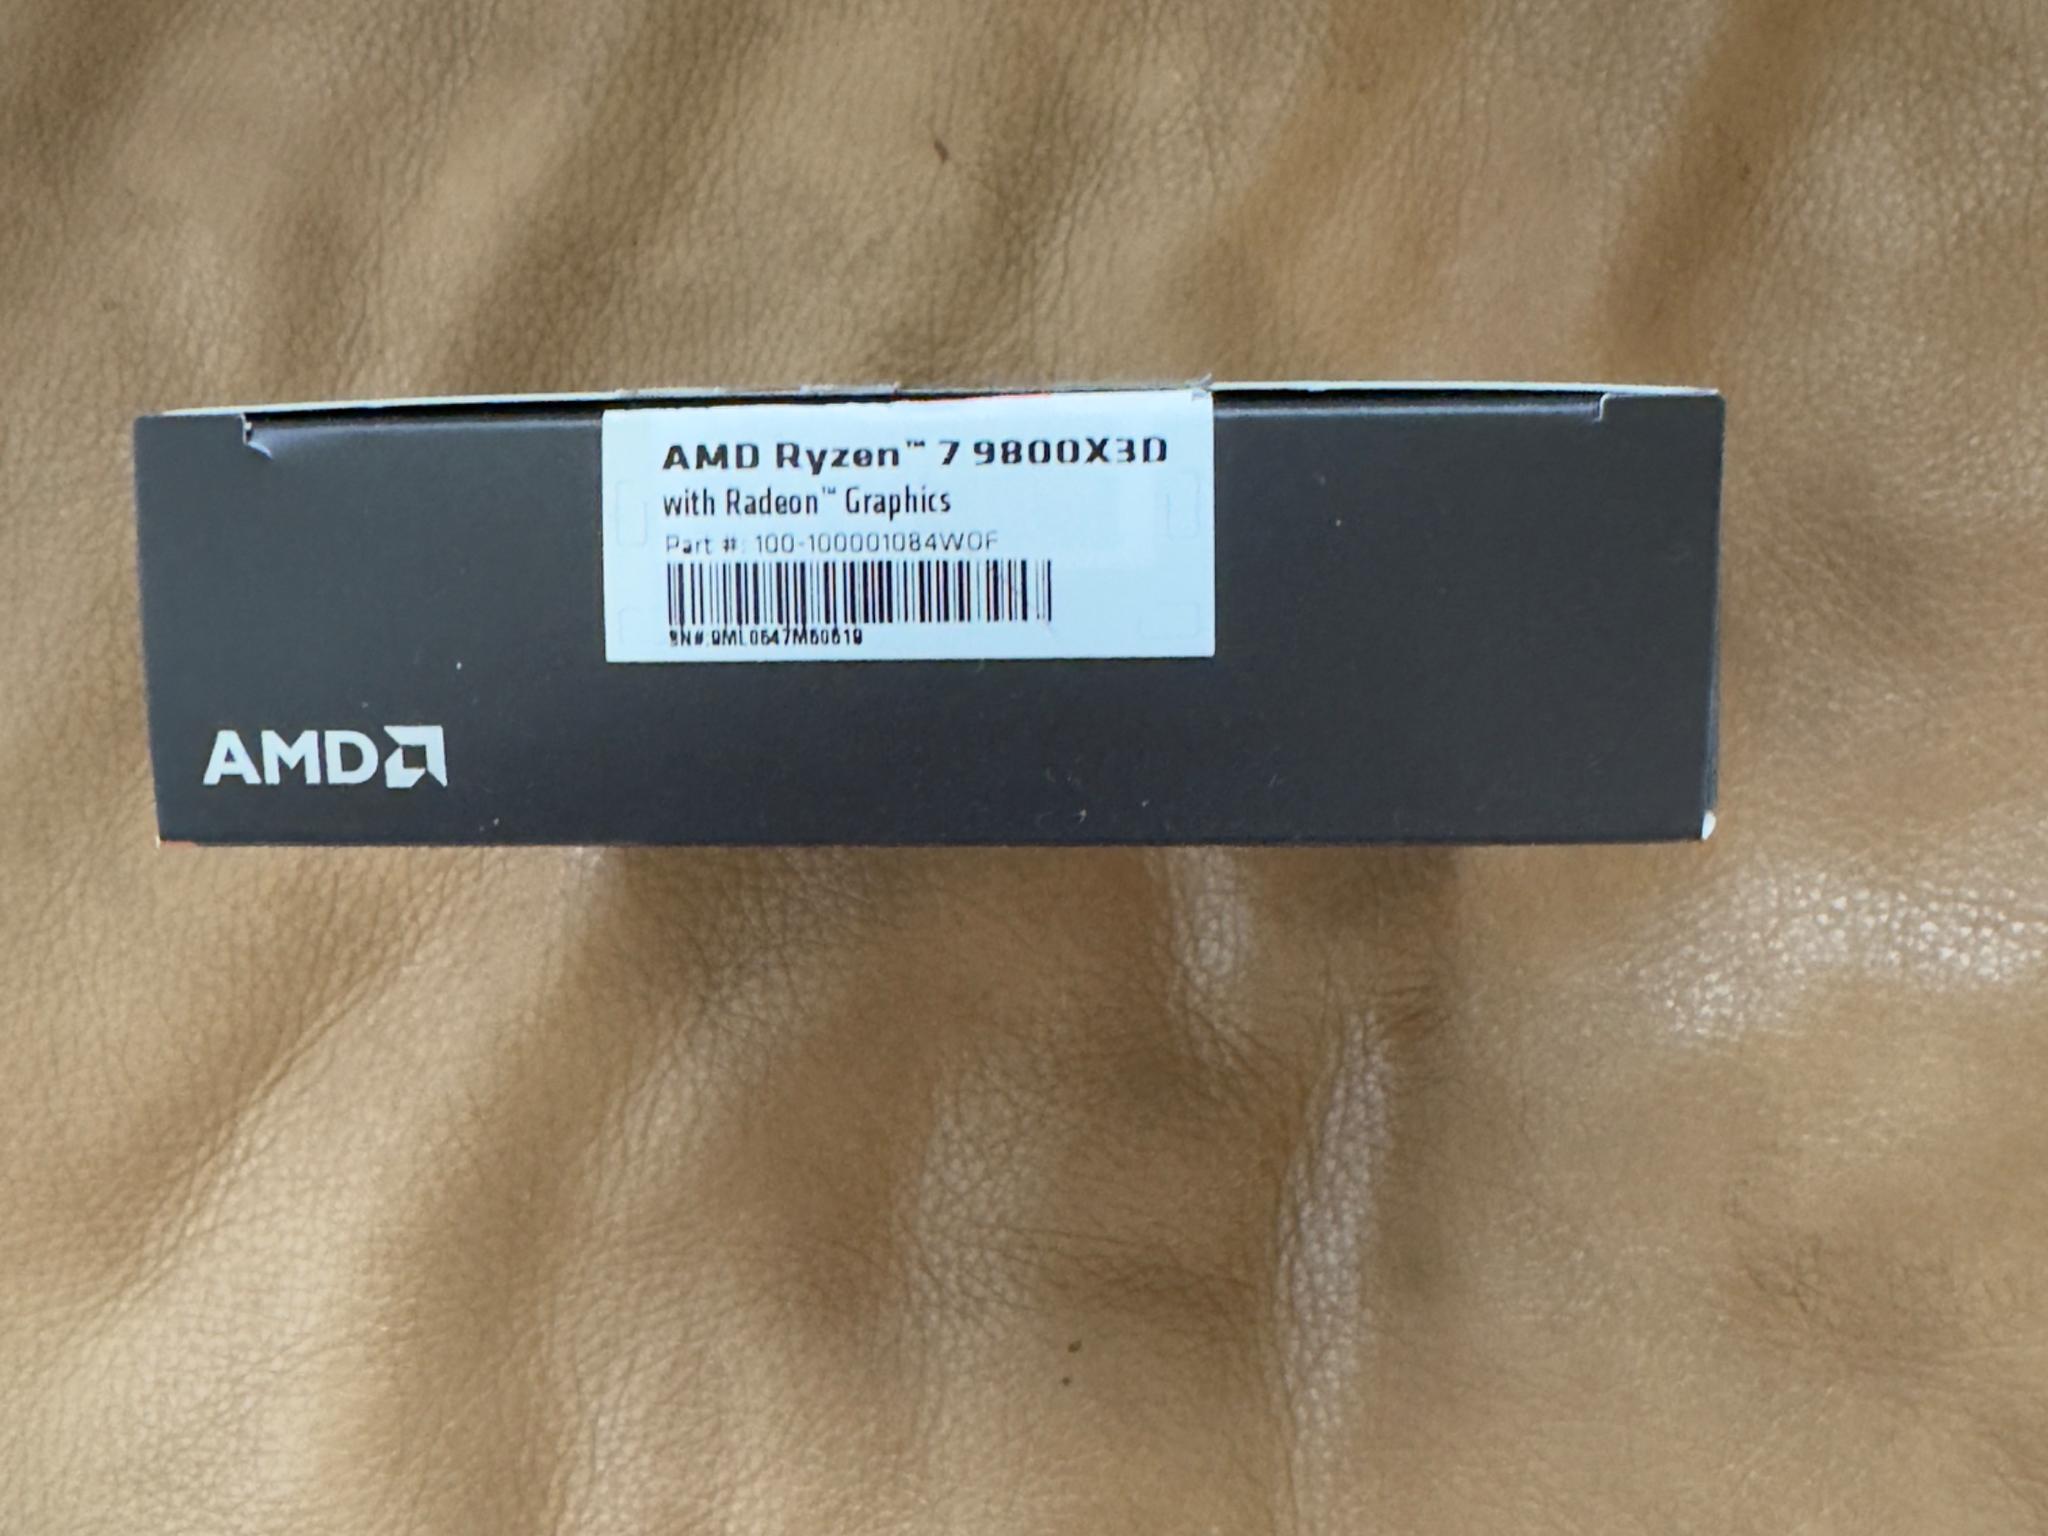 AMD Ryzen™ 7 9800X3D
with Radeon™ Graphics
Part #: 100-100001084WOF
AMD